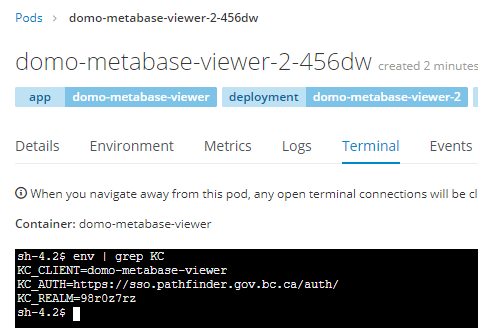 Pods > domo-metabase-viewer-2-456dw
domo-metabase-viewer-2-456dw created 2 minutes
app domo-metabase-viewer deployment domo-metabase-viewer-2
Details Environment Metrics Logs Terminal Events
When you navigate away from this pod, any open terminal connections will be cl
Container: domo-metabase-viewer
sh-4.2$ env | grep KC
KC_CLIENT=domo-metabase-viewer
KC_AUTH=https://sso.pathfinder.gov.bc.ca/auth/
KC_REALM=98r0z7rz
sh-4.2$